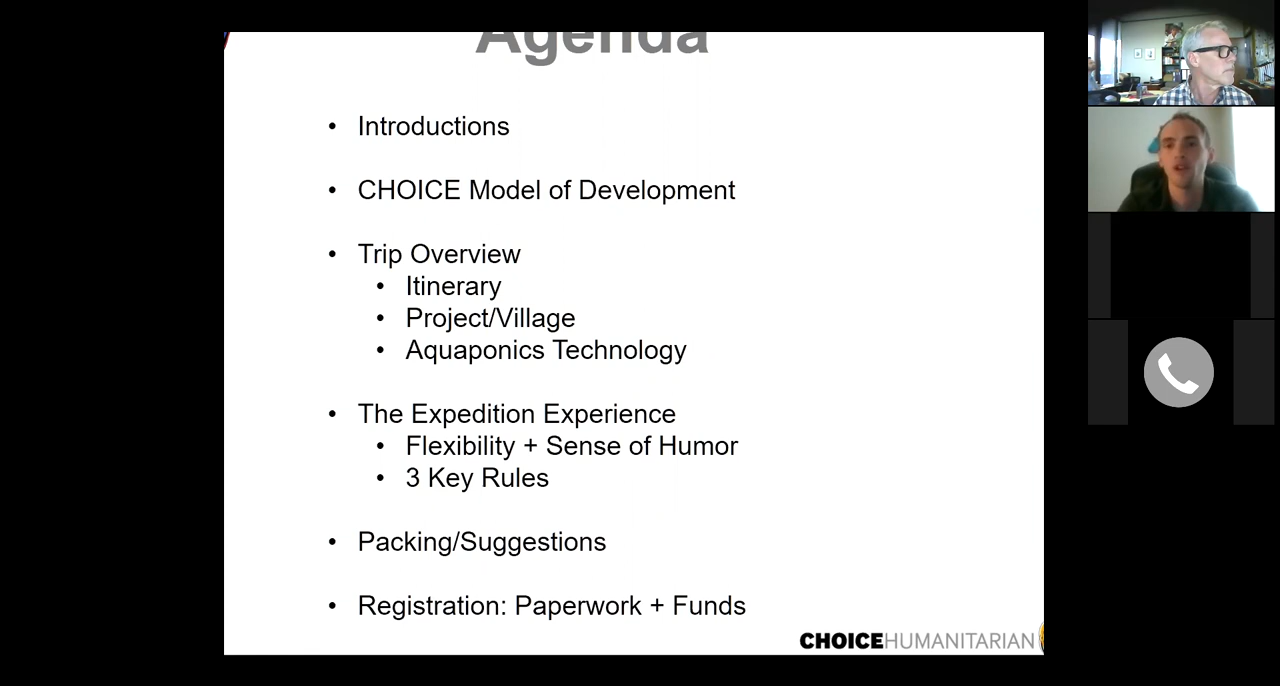 Agenda
• Introductions
• CHOICE Model of Development
• Trip Overview
• Itinerary
• Project/Village
• Aquaponics Technology
• The Expedition Experience
• Flexibility + Sense of Humor
• 3 Key Rules
• Packing/Suggestions
• Registration: Paperwork + Funds
CHOICEHUMANITARIAN